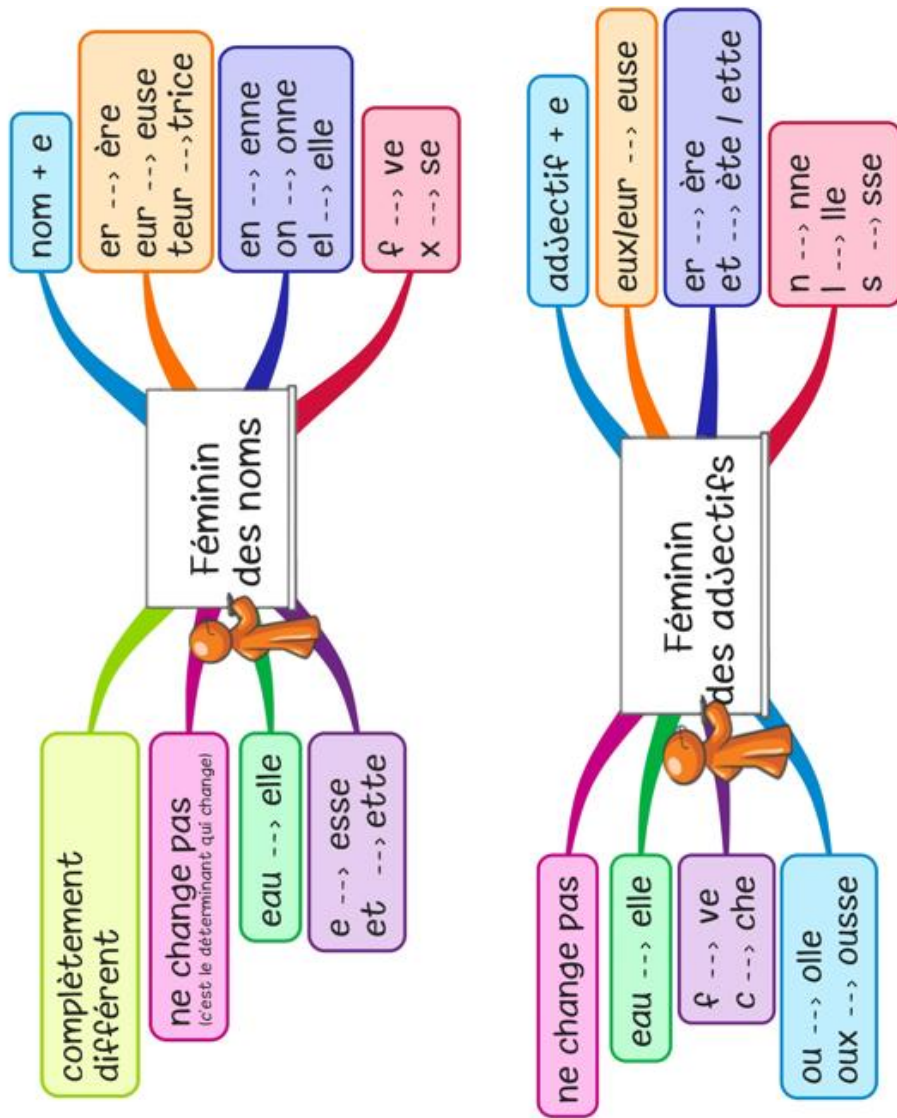 Féminin
des noms
nom + e
er --> ère
eur --> euse
teur -->trice
en --> enne
on --> onne
el --> elle
f --> ve
x --> se
complètement
différent
ne change pas
(c'est le déterminant qui change)
eau --> elle
e --> esse
et --> ette
Féminin
des adjectifs
adjectif + e
eux/eur --> euse
er --> ère
et --> ète / ette
n --> nne
l --> lle
s --> sse
ne change pas
eau --> elle
f --> ve
c --> che
ou --> olle
oux --> ousse